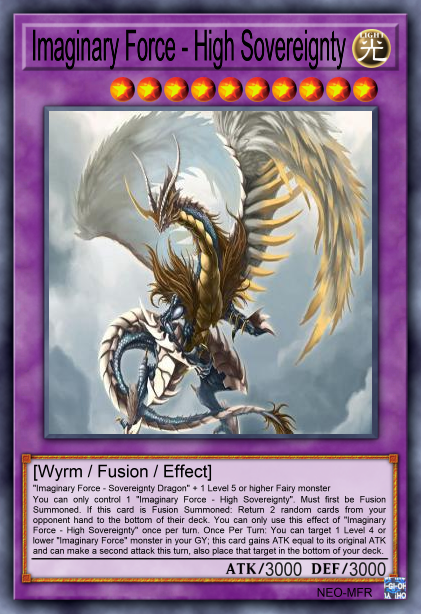 Imaginary Force - High Sovereignty
LIGHT
光
[Wyrm / Fusion / Effect]
"Imaginary Force - Sovereignty Dragon" + 1 Level 5 or higher Fairy monster
You can only control 1 "Imaginary Force - High Sovereignty". Must first be Fusion
Summoned. If this card is Fusion Summoned: Return 2 random cards from your
opponent hand to the bottom of their deck. You can only use this effect of "Imaginary
Force - High Sovereignty" once per turn. Once Per Turn: You can target 1 Level 4 or
lower "Imaginary Force" monster in your GY; this card gains ATK equal to its original ATK
and can make a second attack this turn, also place that target in the bottom of your deck.
ATK/3000 DEF/3000
NEO-MFR